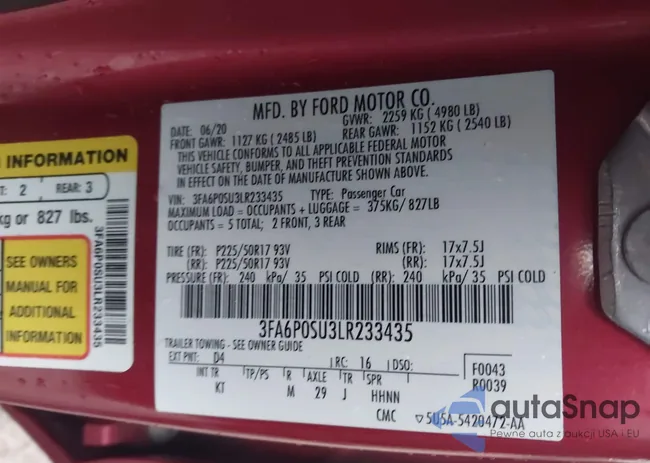 INFORMATION
T: 2 REAR: 3
kg or 827 lbs.
SEE OWNERS
MANUAL FOR
ADDITIONAL
INFORMATION
3FA6P0SU3LR233435
MFD. BY FORD MOTOR CO.
DATE: 06/20 GVWR: 2259 KG ( 4980 LB)
FRONT GAWR: 1127 KG ( 2485 LB) REAR GAWR: 1152 KG ( 2540 LB)
THIS VEHICLE CONFORMS TO ALL APPLICABLE FEDERAL MOTOR
VEHICLE SAFETY, BUMPER, AND THEFT PREVENTION STANDARDS
IN EFFECT ON THE DATE OF MANUFACTURE SHOWN ABOVE.
VIN: 3FA6P0SU3LR233435 TYPE: Passenger Car
MAXIMUM LOAD = OCCUPANTS + LUGGAGE = 375KG/ 827LB
OCCUPANTS = 5 TOTAL; 2 FRONT, 3 REAR
TIRE (FR): P225/50R17 93V RIMS (FR): 17x7.5J
(RR): P225/50R17 93V (RR): 17x7.5J
PRESSURE (FR): 240 kPa/ 35 PSI COLD (RR): 240 kPa/ 35 PSI COLD
3FA6P0SU3LR233435
TRAILER TOWING - SEE OWNER GUIDE
EXT PNT: D4 RC: 16 DSO: F0043
R0039
INT TR TP/PS R AXLE TR SPR
KT M 29 J HHNN
CMC ▽5U5A-5420472-AA
autaSnap
Pewne auta z aukcji USA i EU